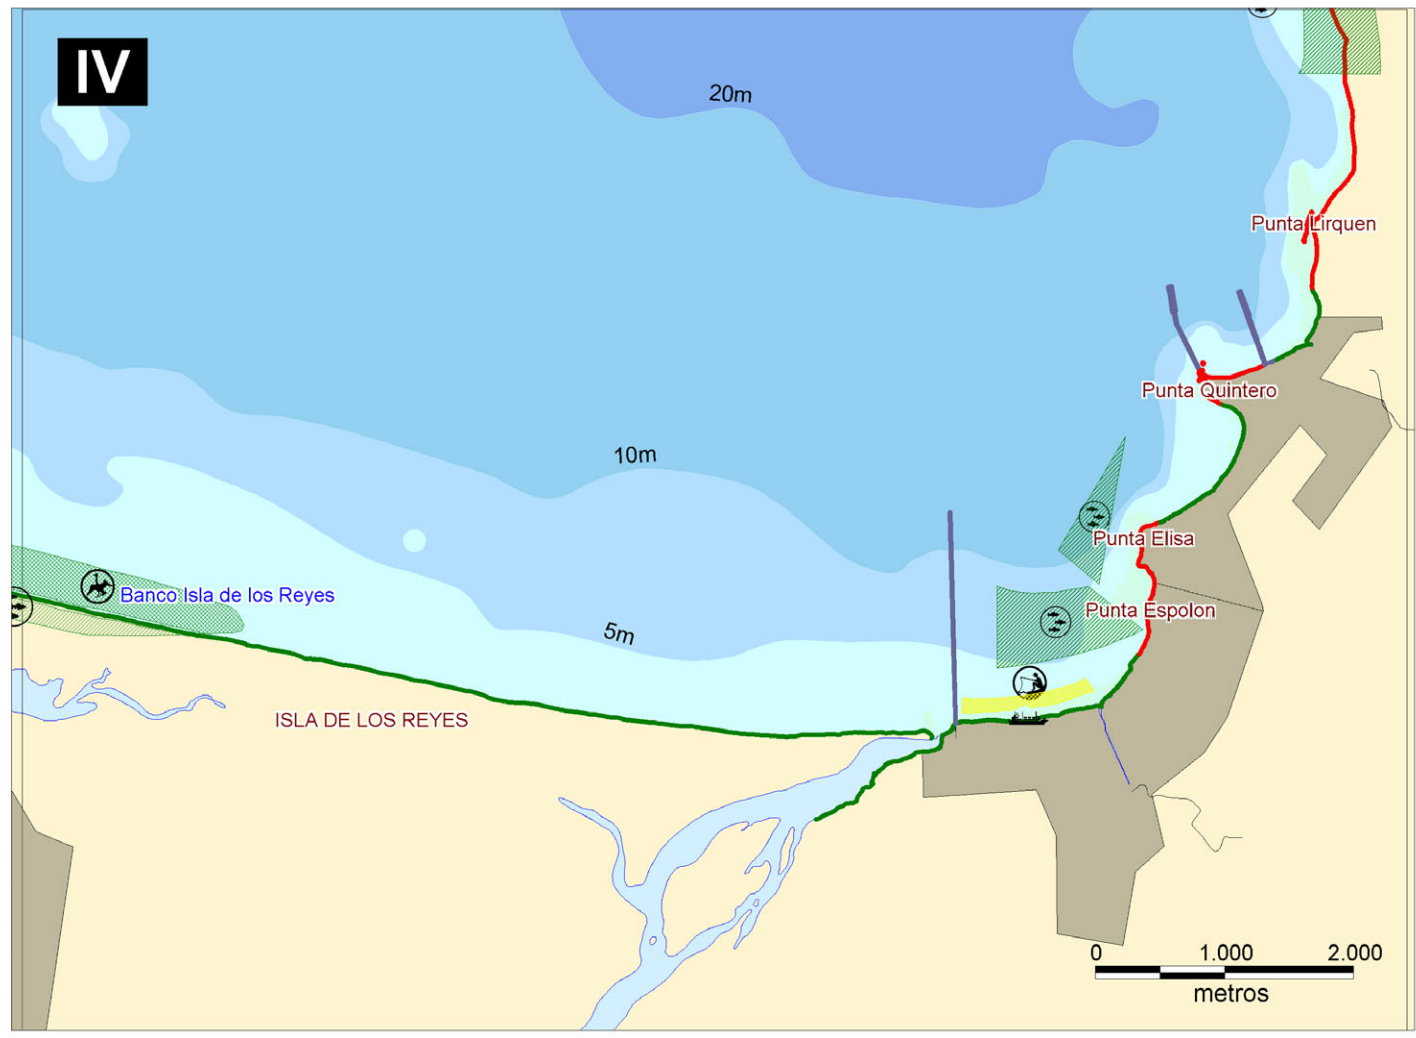 IV
20m
Punta Lirquen
Punta Quintero
10m
Punta Elisa
Banco Isla de los Reyes
Punta Espolon
5m
ISLA DE LOS REYES
0 1.000 2.000
metros